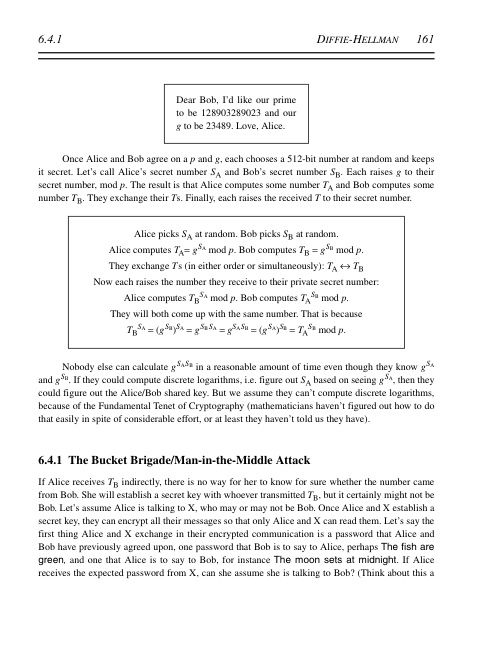 6.4.1 DIFFIE-HELLMAN 161
Dear Bob, I'd like our prime
to be 128903289023 and our
g to be 23489. Love, Alice.
Once Alice and Bob agree on a p and g, each chooses a 512-bit number at random and keeps
it secret. Let's call Alice's secret number S_A and Bob's secret number S_B. Each raises g to their
secret number, mod p. The result is that Alice computes some number T_A and Bob computes some
number T_B. They exchange their Ts. Finally, each raises the received T to their secret number.
Alice picks S_A at random. Bob picks S_B at random.
Alice computes T_A= g^S_A mod p. Bob computes T_B = g^S_B mod p.
They exchange Ts (in either order or simultaneously): T_A ↔ T_B
Now each raises the number they receive to their private secret number:
Alice computes T_B^S_A mod p. Bob computes T_A^S_B mod p.
They will both come up with the same number. That is because
T_B^S_A = (g^S_B)^S_A = g^S_BS_A = g^S_AS_B = (g^S_A)^S_B = T_A^S_B mod p.
Nobody else can calculate g^S_AS_B in a reasonable amount of time even though they know g^S_A
and g^S_B. If they could compute discrete logarithms, i.e. figure out S_A based on seeing g^S_A, then they
could figure out the Alice/Bob shared key. But we assume they can't compute discrete logarithms,
because of the Fundamental Tenet of Cryptography (mathematicians haven't figured out how to do
that easily in spite of considerable effort, or at least they haven't told us they have).
6.4.1 The Bucket Brigade/Man-in-the-Middle Attack
If Alice receives T_B indirectly, there is no way for her to know for sure whether the number came
from Bob. She will establish a secret key with whoever transmitted T_B, but it certainly might not be
Bob. Let's assume Alice is talking to X, who may or may not be Bob. Once Alice and X establish a
secret key, they can encrypt all their messages so that only Alice and X can read them. Let's say the
first thing Alice and X exchange in their encrypted communication is a password that Alice and
Bob have previously agreed upon, one password that Bob is to say to Alice, perhaps The fish are
green, and one that Alice is to say to Bob, for instance The moon sets at midnight. If Alice
receives the expected password from X, can she assume she is talking to Bob? (Think about this a